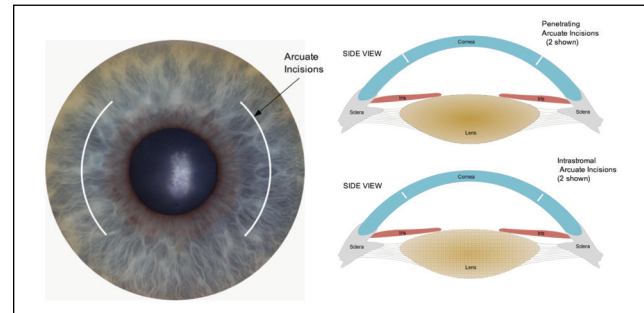 Arcuate
Incisions
Penetrating
Arcuate Incisions
(2 shown)
SIDE VIEW
Cornea
Iris
Iris
Sclera
Sclera
Lens
Intrastromal
Arcuate Incisions
(2 shown)
SIDE VIEW
Cornea
Iris
Iris
Sclera
Sclera
Lens